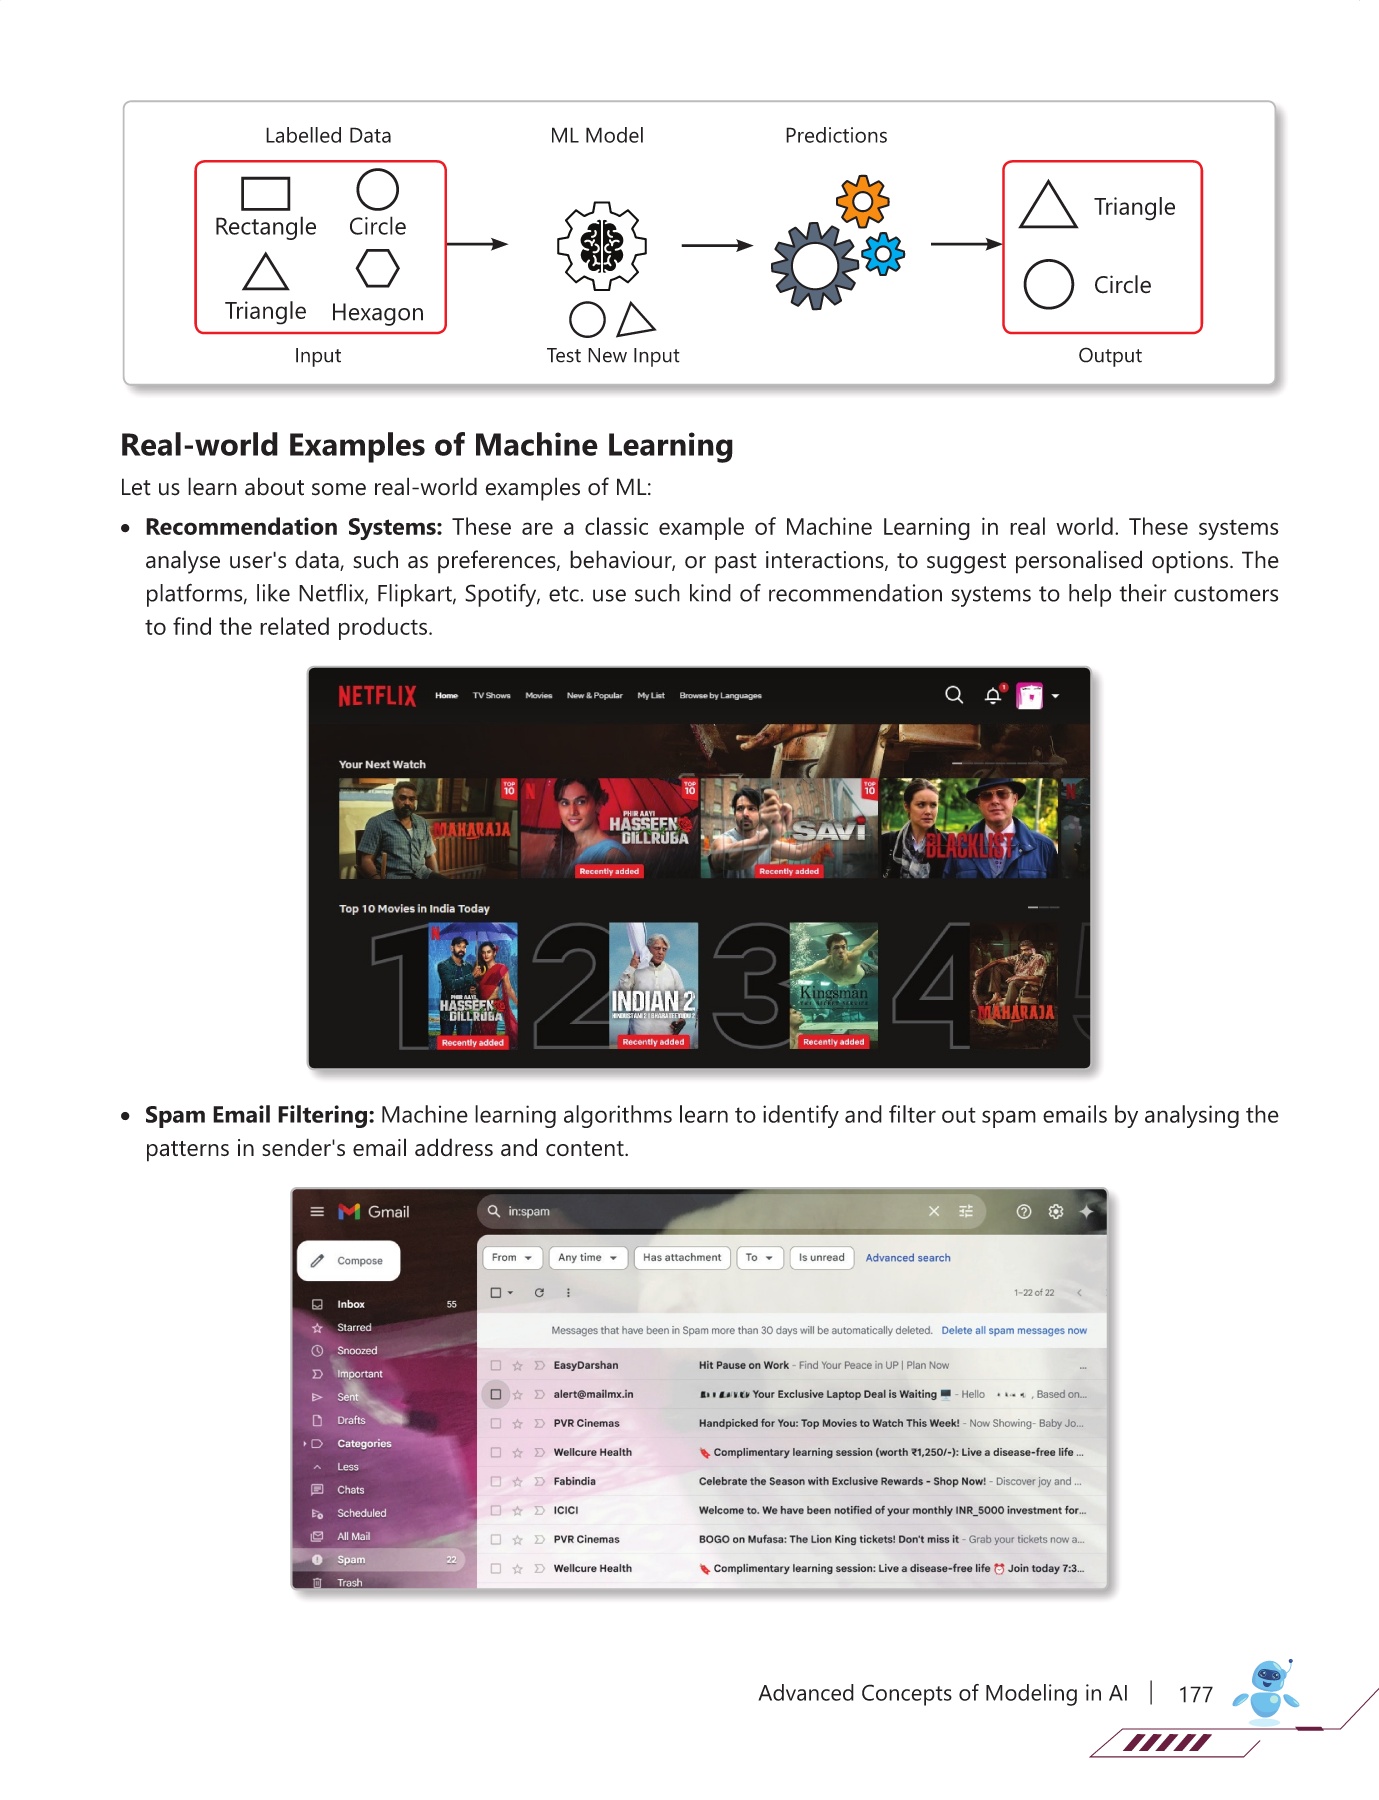 Labelled Data
ML Model
Predictions
Rectangle
Circle
Triangle
Hexagon
Input
Test New Input
Triangle
Circle
Output
Real-world Examples of Machine Learning
Let us learn about some real-world examples of ML:
• Recommendation Systems: These are a classic example of Machine Learning in real world. These systems
analyse user's data, such as preferences, behaviour, or past interactions, to suggest personalised options. The
platforms, like Netflix, Flipkart, Spotify, etc. use such kind of recommendation systems to help their customers
to find the related products.
NETFLIX Home TV Shows Movies New & Popular My List Browse by Languages 1
Your Next Watch
TOP 10
MAHARAJA
N
TOP 10
PHIR AAYI
HASSEEN
DILLRUBA
Recently added
TOP 10
SAVI
Recently added
BLACKLIST
N
Top 10 Movies in India Today
1
N
PHIR AAYI
HASSEEN
DILLRUBA
Recently added
2
INDIAN 2
Recently added
3
Kingsman
Recently added
4
MAHARAJA
5
• Spam Email Filtering: Machine learning algorithms learn to identify and filter out spam emails by analysing the
patterns in sender's email address and content.
Gmail
in:spam
Compose
Inbox 55
Starred
Snoozed
Important
Sent
Drafts
Categories
Less
Chats
Scheduled
All Mail
Spam 22
Trash
From Any time Has attachment To Is unread Advanced search
1–22 of 22
Messages that have been in Spam more than 30 days will be automatically deleted. Delete all spam messages now
EasyDarshan Hit Pause on Work - Find Your Peace in UP | Plan Now ...
alert@mailmx.in Your Exclusive Laptop Deal is Waiting - Hello , Based on...
PVR Cinemas Handpicked for You: Top Movies to Watch This Week! - Now Showing- Baby Jo...
Wellcure Health Complimentary learning session (worth ₹1,250/-): Live a disease-free life ...
Fabindia Celebrate the Season with Exclusive Rewards - Shop Now! - Discover joy and ...
ICICI Welcome to. We have been notified of your monthly INR_5000 investment for...
PVR Cinemas BOGO on Mufasa: The Lion King tickets! Don't miss it - Grab your tickets now a...
Wellcure Health Complimentary learning session: Live a disease-free life Join today 7:3...
Advanced Concepts of Modeling in AI | 177